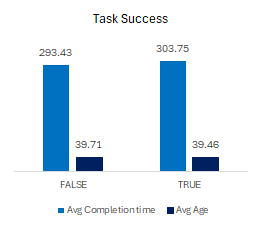 Task Success
293.43
303.75
39.71
39.46
FALSE
TRUE
Avg Completion time
Avg Age